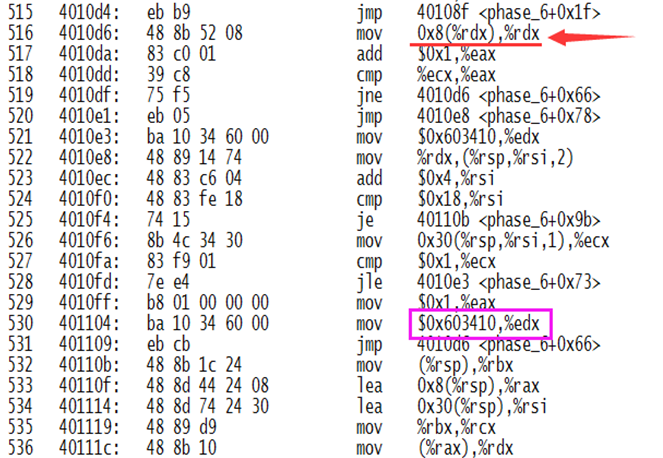 515 4010d4: eb b9 jmp 40108f <phase_6+0x1f>
516 4010d6: 48 8b 52 08 mov 0x8(%rdx),%rdx
517 4010da: 83 c0 01 add $0x1,%eax
518 4010dd: 39 c8 cmp %ecx,%eax
519 4010df: 75 f5 jne 4010d6 <phase_6+0x66>
520 4010e1: eb 05 jmp 4010e8 <phase_6+0x78>
521 4010e3: ba 10 34 60 00 mov $0x603410,%edx
522 4010e8: 48 89 14 74 mov %rdx,(%rsp,%rsi,2)
523 4010ec: 48 83 c6 04 add $0x4,%rsi
524 4010f0: 48 83 fe 18 cmp $0x18,%rsi
525 4010f4: 74 15 je 40110b <phase_6+0x9b>
526 4010f6: 8b 4c 34 30 mov 0x30(%rsp,%rsi,1),%ecx
527 4010fa: 83 f9 01 cmp $0x1,%ecx
528 4010fd: 7e e4 jle 4010e3 <phase_6+0x73>
529 4010ff: b8 01 00 00 00 mov $0x1,%eax
530 401104: ba 10 34 60 00 mov $0x603410,%edx
531 401109: eb cb jmp 4010d6 <phase_6+0x66>
532 40110b: 48 8b 1c 24 mov (%rsp),%rbx
533 40110f: 48 8d 44 24 08 lea 0x8(%rsp),%rax
534 401114: 48 8d 74 24 30 lea 0x30(%rsp),%rsi
535 401119: 48 89 d9 mov %rbx,%rcx
536 40111c: 48 8b 10 mov (%rax),%rdx